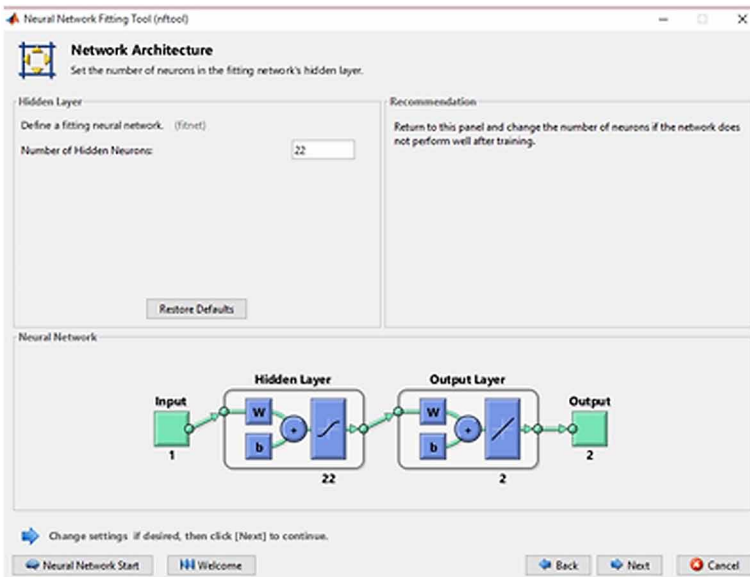 Neural Network Fitting Tool (nftool)
Network Architecture
Set the number of neurons in the fitting network's hidden layer.
Hidden Layer
Define a fitting neural network. (fitnet)
Number of Hidden Neurons: 22
Restore Defaults
Recommendation
Return to this panel and change the number of neurons if the network does
not perform well after training.
Neural Network
Hidden Layer
Output Layer
Input
Output
W
b
+
W
b
+
1
22
2
2
Change settings if desired, then click [Next] to continue.
Neural Network Start
Welcome
Back
Next
Cancel